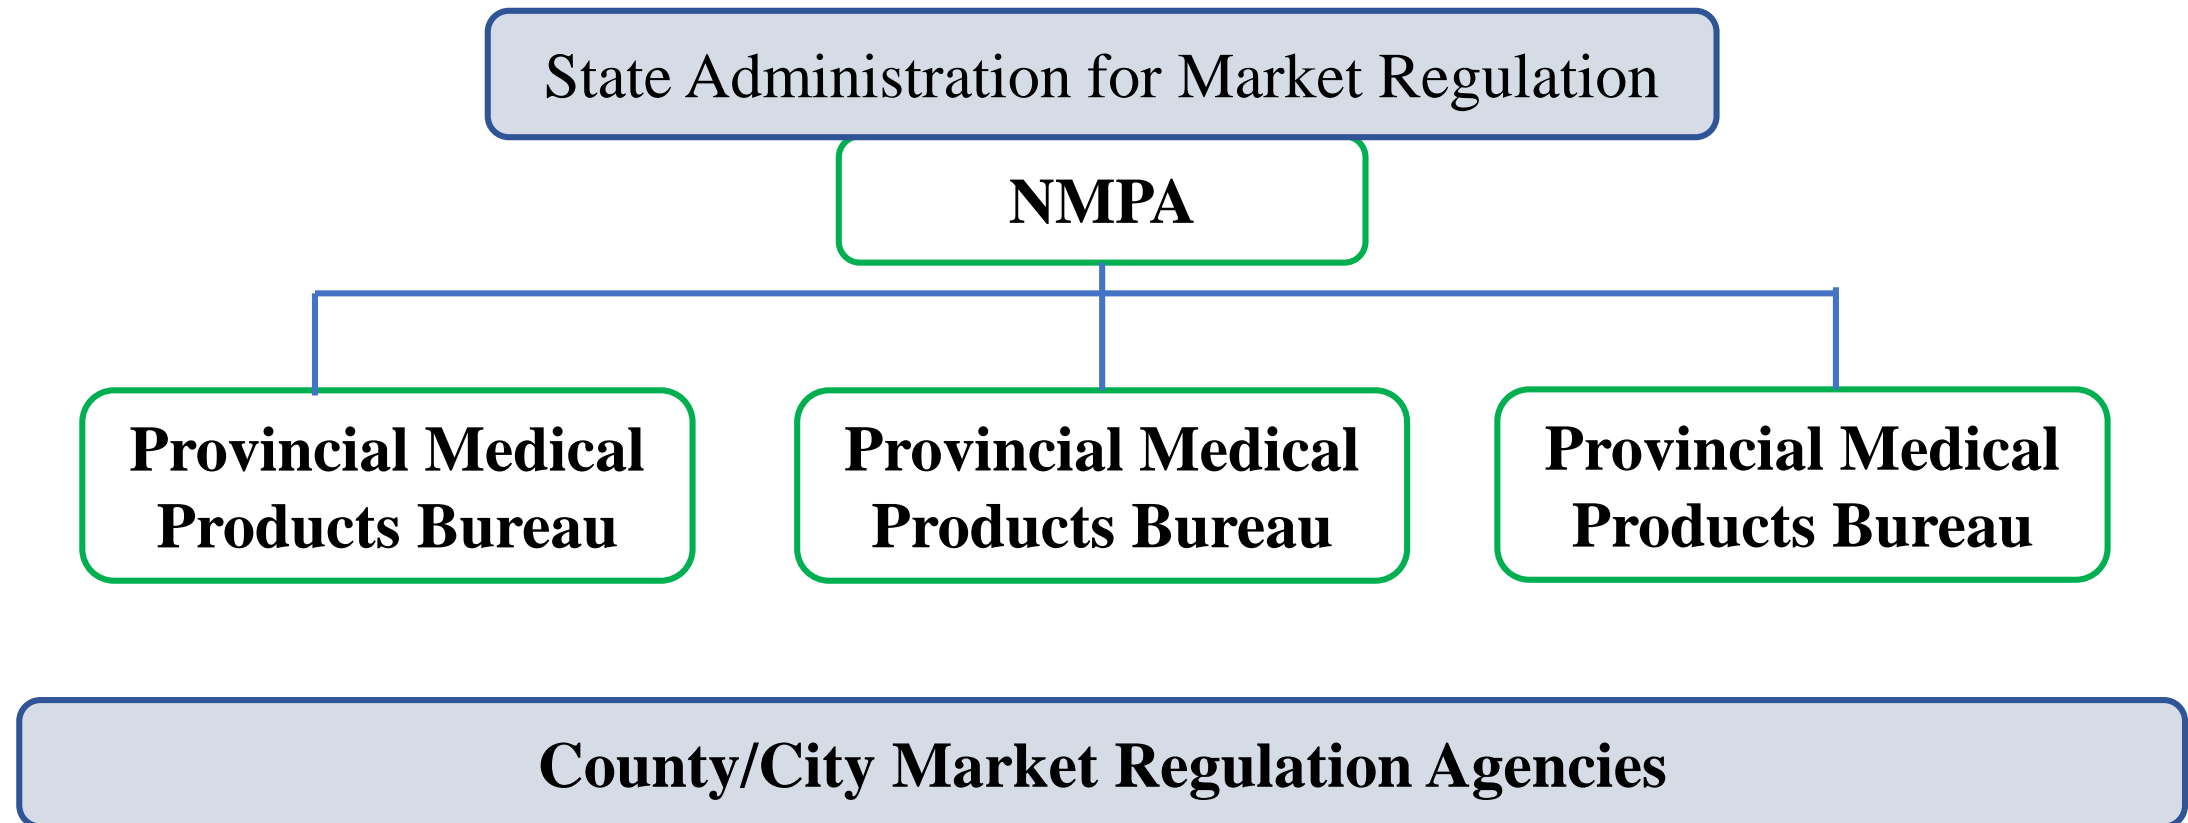 State Administration for Market Regulation
NMPA
Provincial Medical
Products Bureau
Provincial Medical
Products Bureau
Provincial Medical
Products Bureau
County/City Market Regulation Agencies